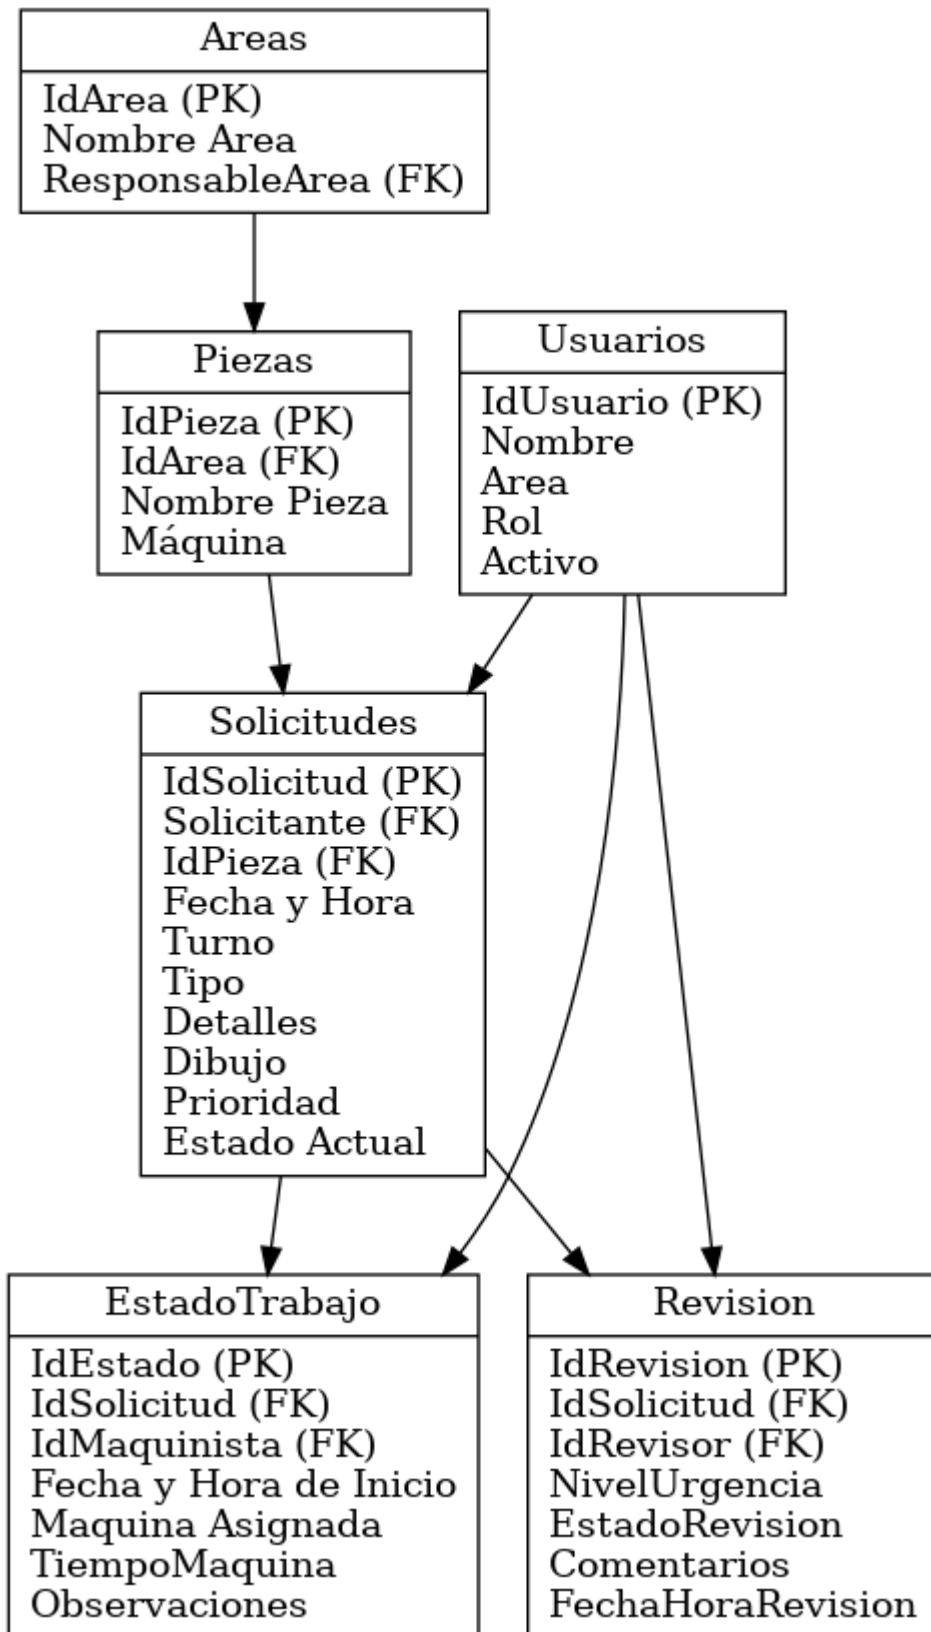 Areas
IdArea (PK)
Nombre Area
ResponsableArea (FK)
Piezas
IdPieza (PK)
IdArea (FK)
Nombre Pieza
Máquina
Usuarios
IdUsuario (PK)
Nombre
Area
Rol
Activo
Solicitudes
IdSolicitud (PK)
Solicitante (FK)
IdPieza (FK)
Fecha y Hora
Turno
Tipo
Detalles
Dibujo
Prioridad
Estado Actual
EstadoTrabajo
IdEstado (PK)
IdSolicitud (FK)
IdMaquinista (FK)
Fecha y Hora de Inicio
Maquina Asignada
TiempoMaquina
Observaciones
Revision
IdRevision (PK)
IdSolicitud (FK)
IdRevisor (FK)
NivelUrgencia
EstadoRevision
Comentarios
FechaHoraRevision